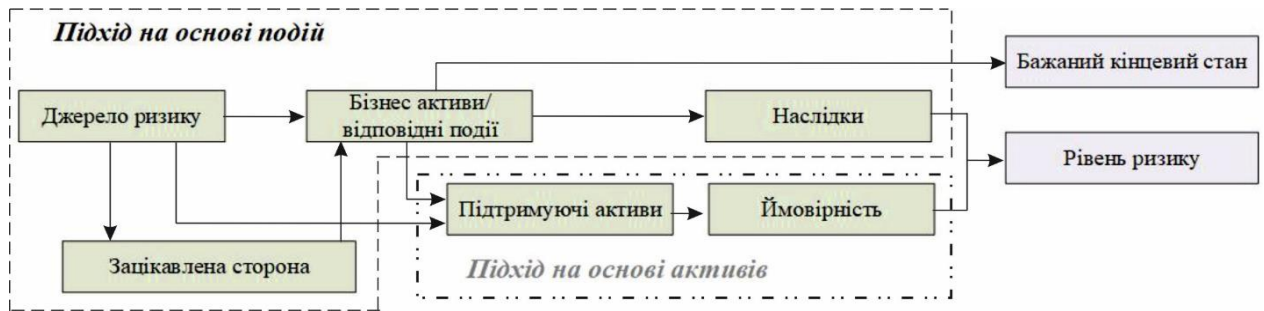 Підхід на основі подій
Бажаний кінцевий стан
Джерело ризику
Бізнес активи/
відповідні події
Наслідки
Рівень ризику
Підтримуючі активи
Ймовірність
Зацікавлена сторона
Підхід на основі активів